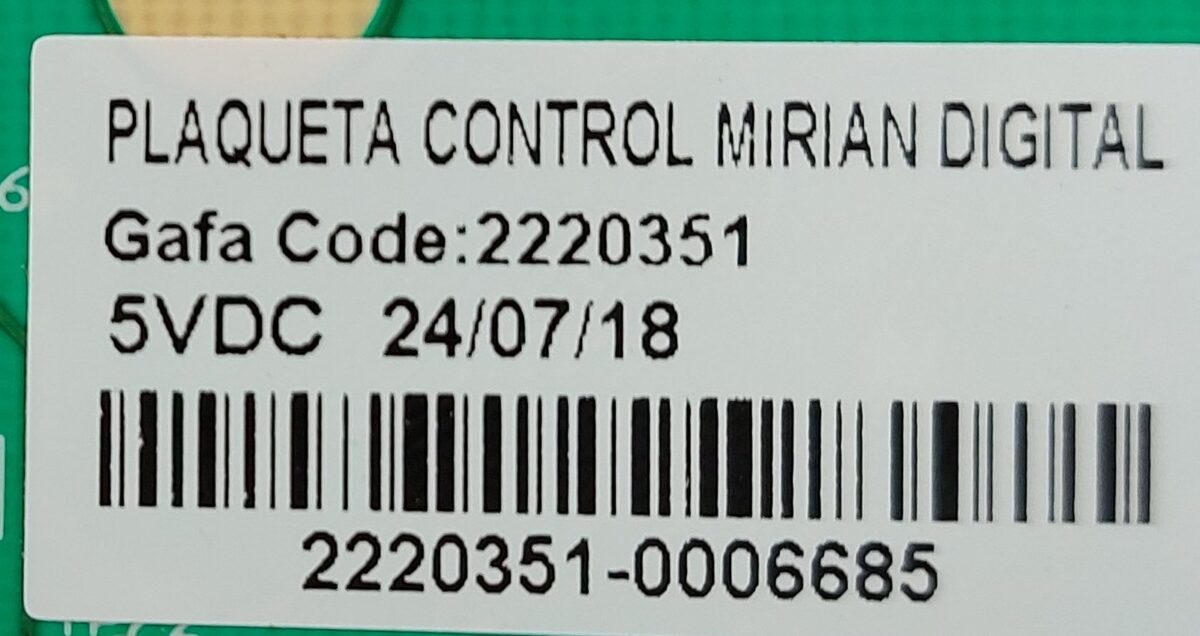 PLAQUETA CONTROL MIRIAN DIGITAL
Gafa Code:2220351
5VDC 24/07/18
2220351-0006685